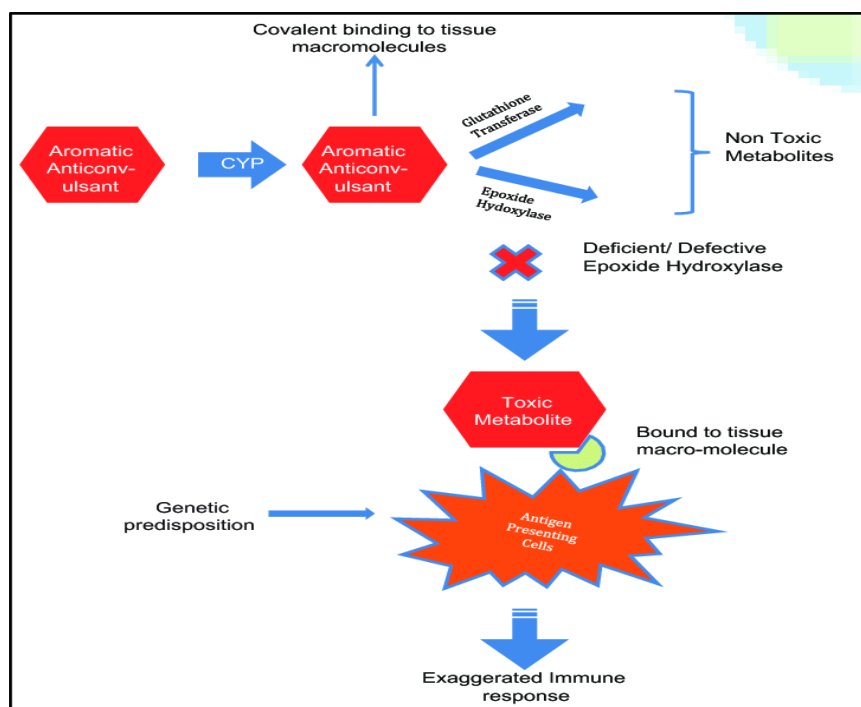 Covalent binding to tissue
macromolecules
Aromatic
Anticonv-
ulsant
CYP
Aromatic
Anticonv-
ulsant
Glutathione
Transferase
Epoxide
Hydoxylase
Non Toxic
Metabolites
Deficient/ Defective
Epoxide Hydroxylase
Toxic
Metabolite
Bound to tissue
macro-molecule
Genetic
predisposition
Antigen
Presenting
Cells
Exaggerated Immune
response